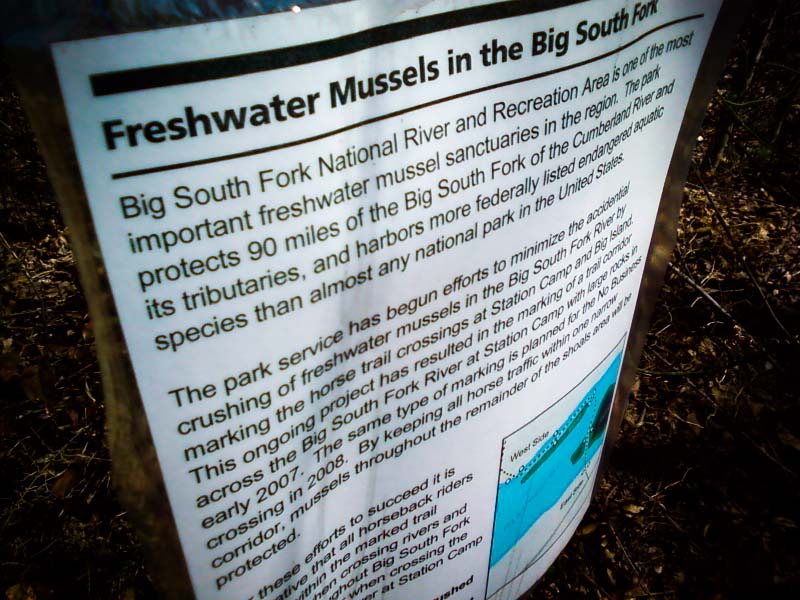 Freshwater Mussels in the Big South Fork
Big South Fork National River and Recreation Area is one of the most
important freshwater mussel sanctuaries in the region. The park
protects 90 miles of the Big South Fork of the Cumberland River and
its tributaries, and harbors more federally listed endangered aquatic
species than almost any national park in the United States.
The park service has begun efforts to minimize the accidental
crushing of freshwater mussels in the Big South Fork River by
marking the horse trail crossings at Station Camp and Big Island.
This ongoing project has resulted in the marking of a trail corridor
across the Big South Fork River at Station Camp with large rocks in
early 2007. The same type of marking is planned for the No Business
crossing in 2008. By keeping all horse traffic within one narrow
corridor, mussels throughout the remainder of the shoals area will be
protected.
these efforts to succeed it is
that all horseback riders
within the marked trail
when crossing rivers and
Big South Fork
when crossing the
at Station Camp
West Side
East Side